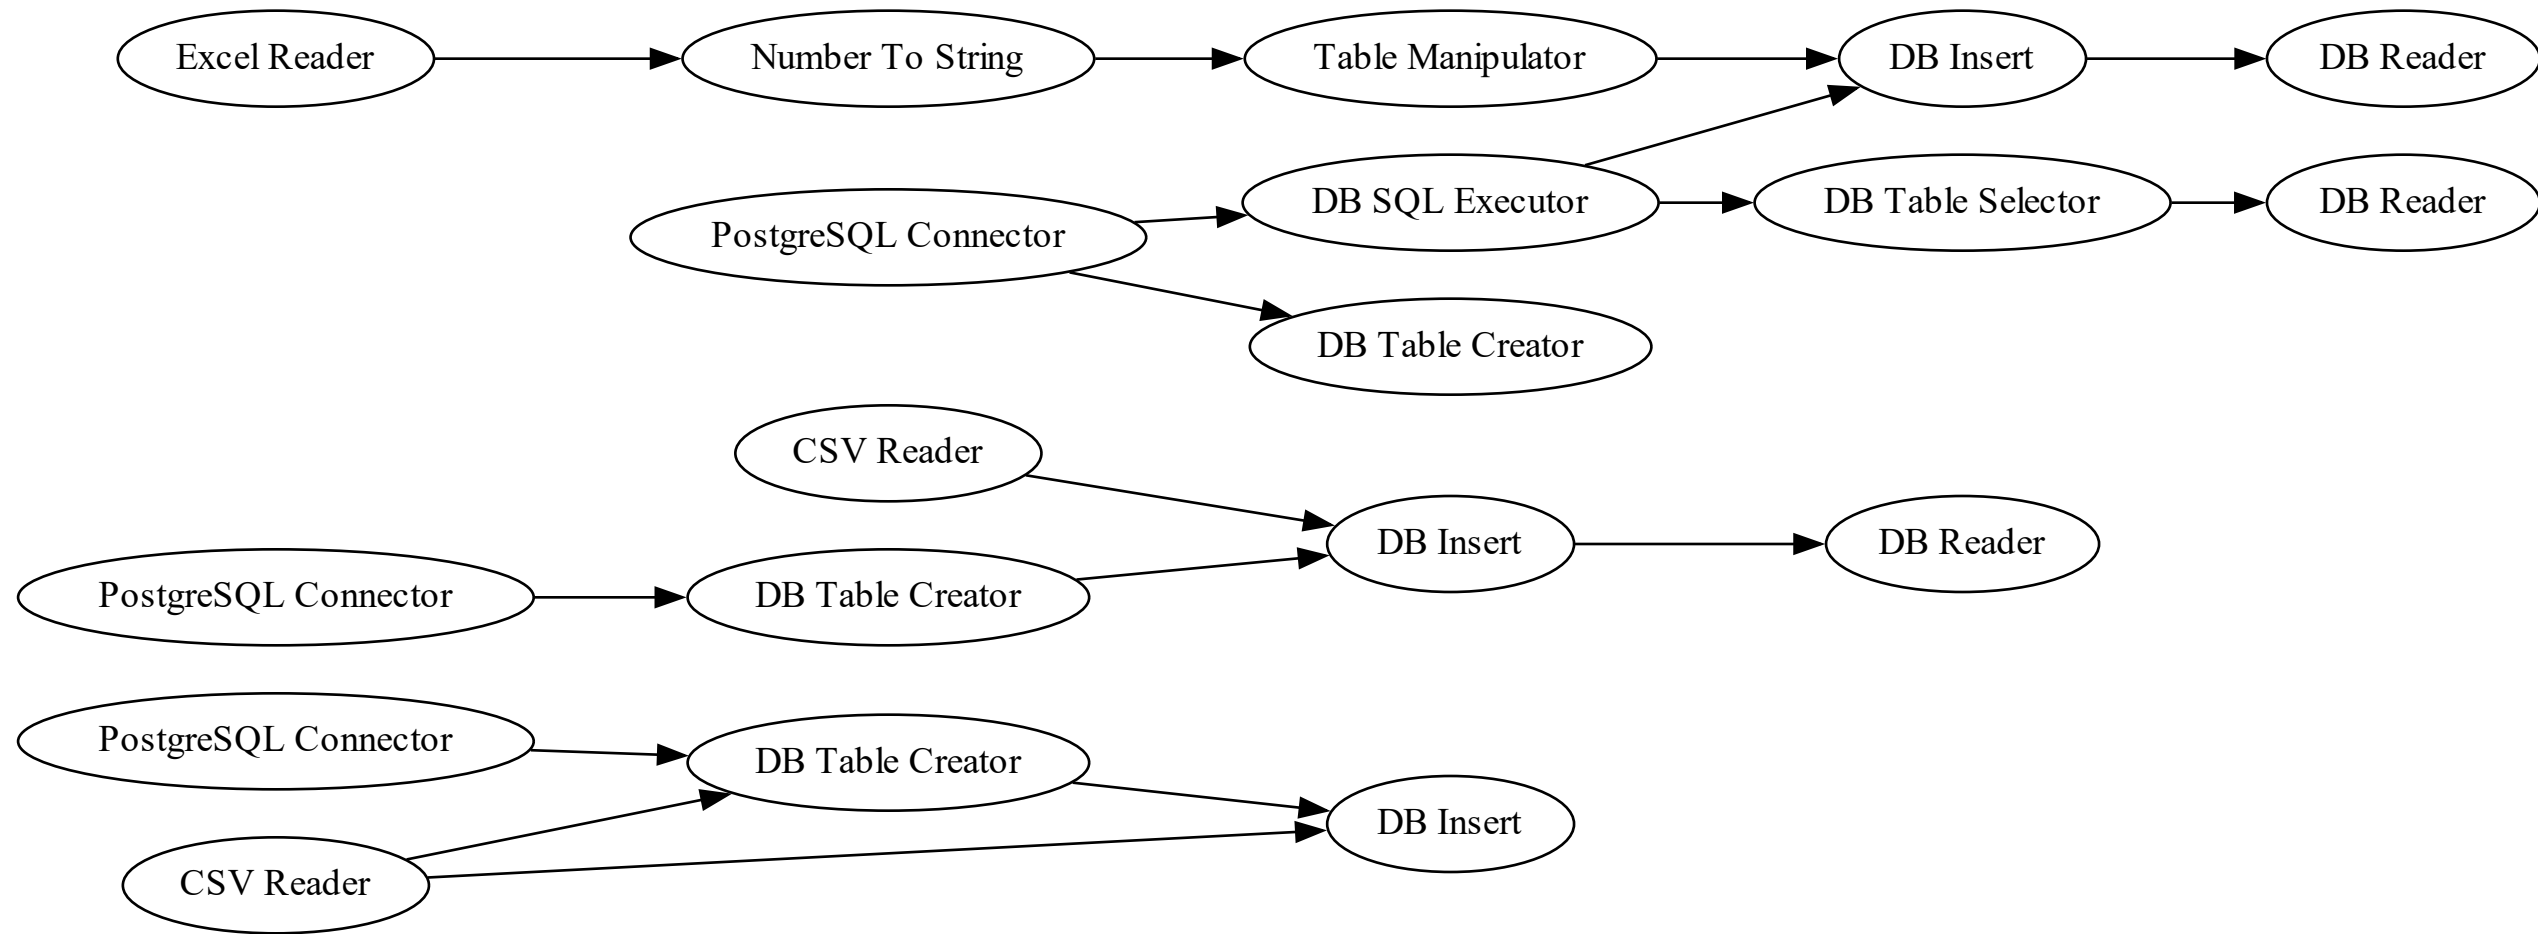 Excel Reader
Number To String
Table Manipulator
DB Insert
DB Reader
PostgreSQL Connector
DB SQL Executor
DB Table Selector
DB Reader
DB Table Creator
CSV Reader
DB Insert
DB Reader
PostgreSQL Connector
DB Table Creator
PostgreSQL Connector
DB Table Creator
DB Insert
CSV Reader